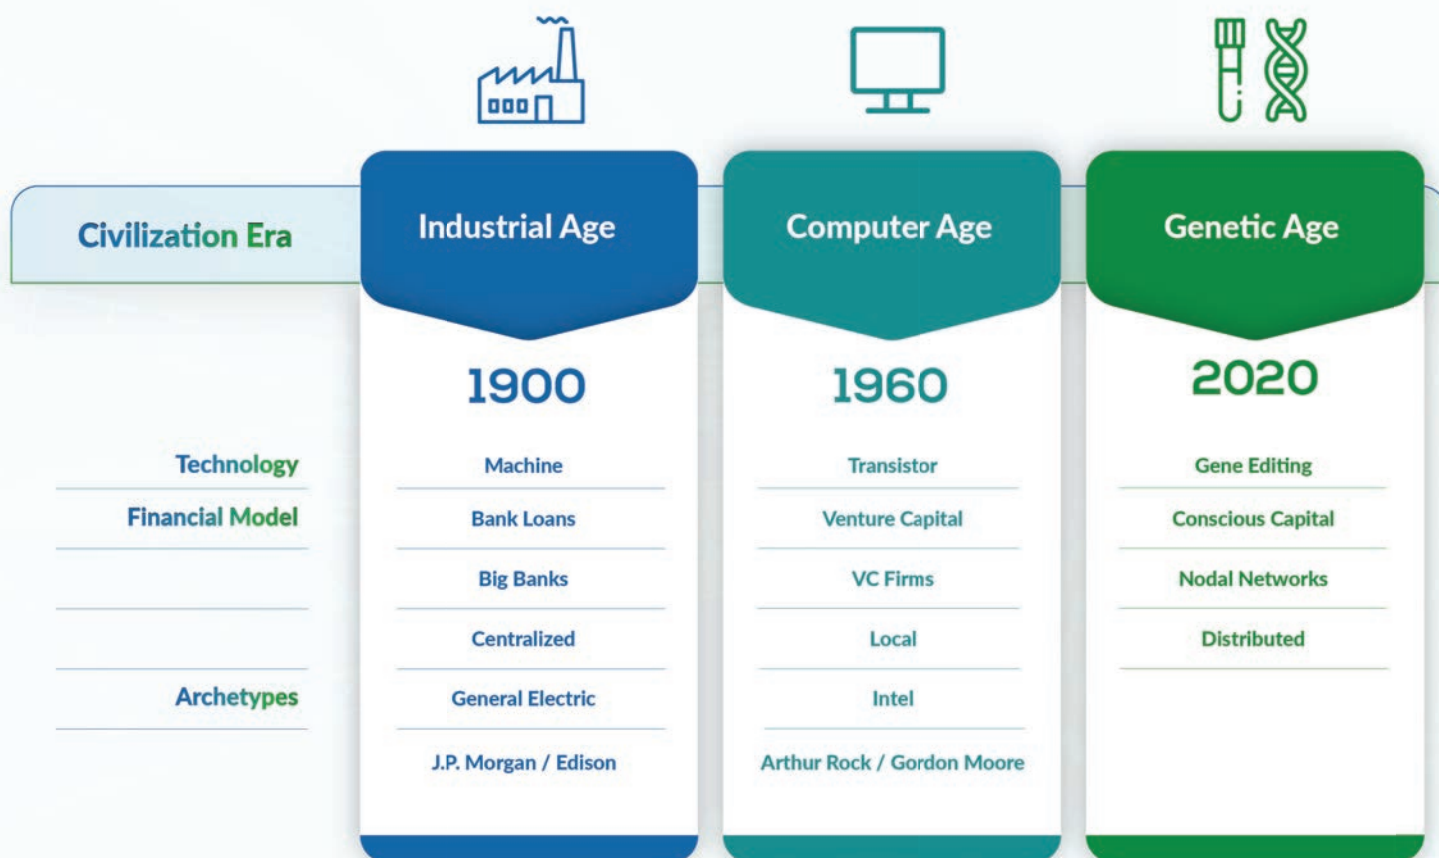 Civilization Era
Industrial Age
Computer Age
Genetic Age
1900
1960
2020
Technology
Machine
Transistor
Gene Editing
Financial Model
Bank Loans
Venture Capital
Conscious Capital
Big Banks
VC Firms
Nodal Networks
Centralized
Local
Distributed
Archetypes
General Electric
Intel
J.P. Morgan / Edison
Arthur Rock / Gordon Moore